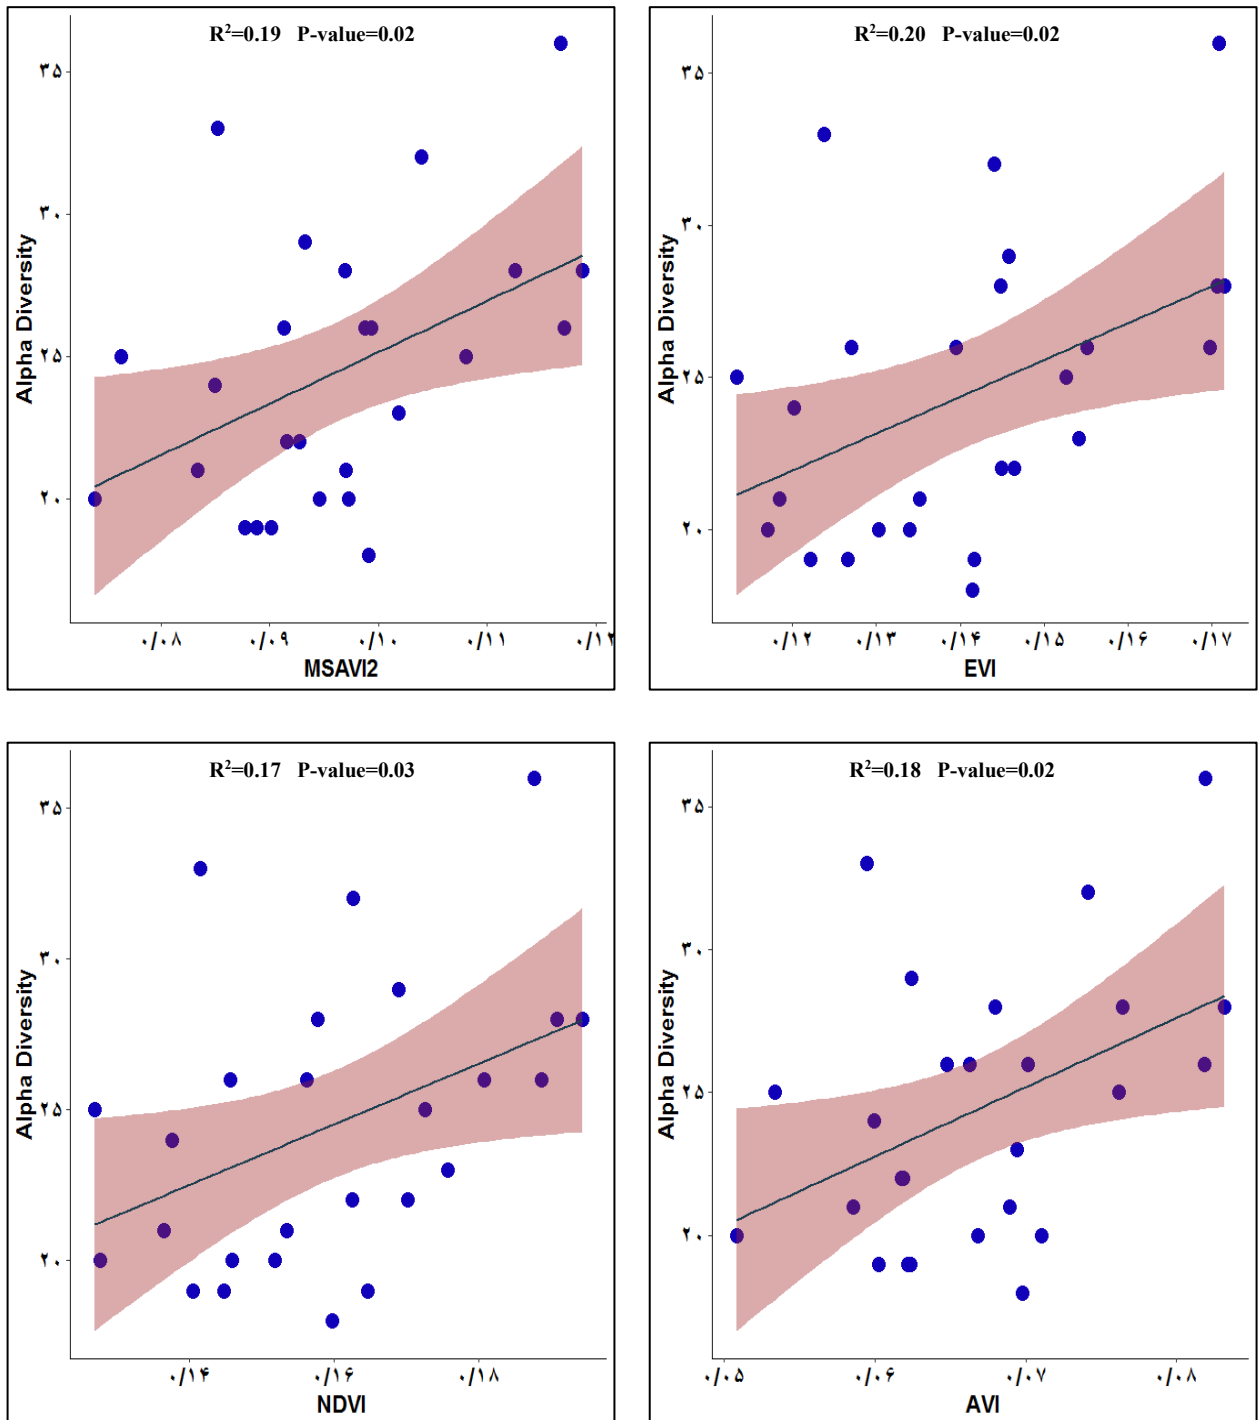 R²=0.19 P-value=0.02
۳۵
۳۰
۲۵
۲۰
Alpha Diversity
۰/۰۸ ۰/۰۹ ۰/۱۰ ۰/۱۱ ۰/۱۲
MSAVI2
R²=0.20 P-value=0.02
۳۵
۳۰
۲۵
۲۰
Alpha Diversity
۰/۱۲ ۰/۱۳ ۰/۱۴ ۰/۱۵ ۰/۱۶ ۰/۱۷
EVI
R²=0.17 P-value=0.03
۳۵
۳۰
۲۵
۲۰
Alpha Diversity
۰/۱۴ ۰/۱۶ ۰/۱۸
NDVI
R²=0.18 P-value=0.02
۳۵
۳۰
۲۵
۲۰
Alpha Diversity
۰/۰۵ ۰/۰۶ ۰/۰۷ ۰/۰۸
AVI